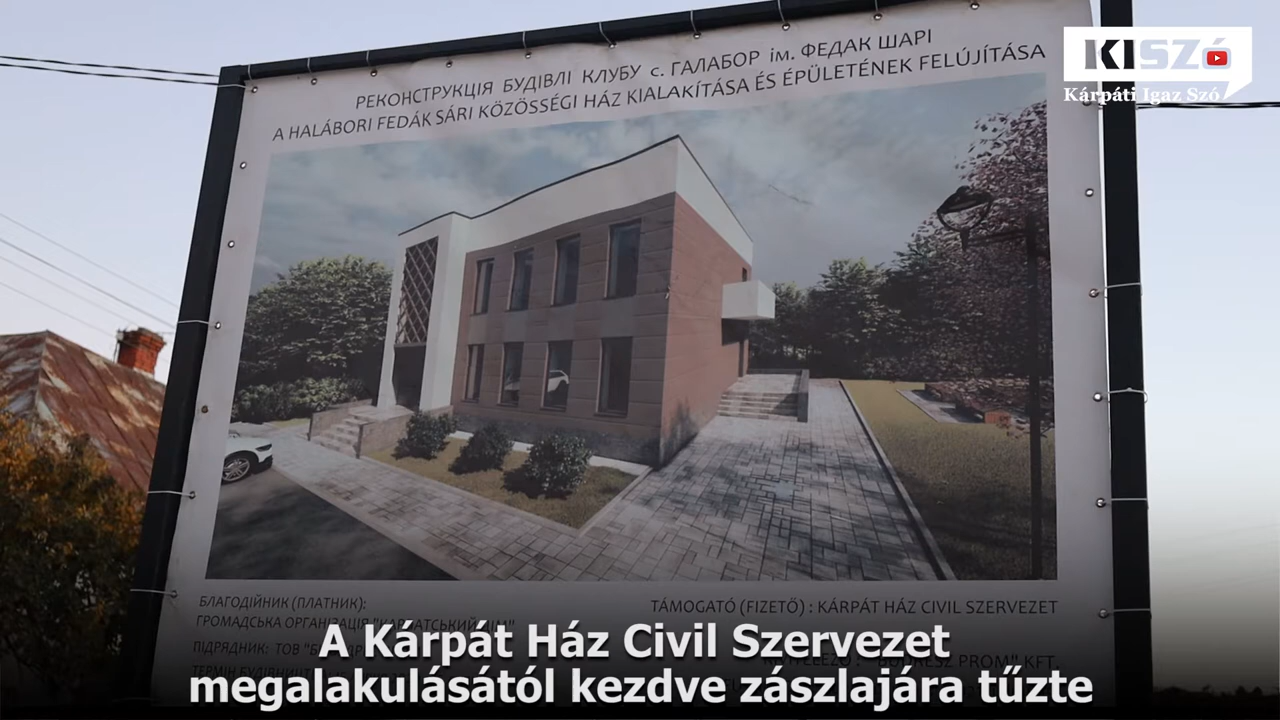 KISZó
Kárpáti Igaz Szó
РЕКОНСТРУКЦІЯ БУДІВЛІ КЛУБУ с. ГАЛАБОР ім. ФЕДАК ШАРІ
A HALÁBORI FEDÁK SÁRI KÖZÖSSÉGI HÁZ KIALAKÍTÁSA ÉS ÉPÜLETÉNEK FELÚJÍTÁSA
БЛАГОДІЙНИК (ПЛАТНИК):
ГРОМАДСЬКА ОРГАНІЗАЦІЯ
TÁMOGATÓ (FIZETŐ) : KÁRPÁT HÁZ CIVIL SZERVEZET
ПІДРЯДНИК: ТОВ
PROM" KFT.
A Kárpát Ház Civil Szervezet
megalakulásától kezdve zászlajára tűzte